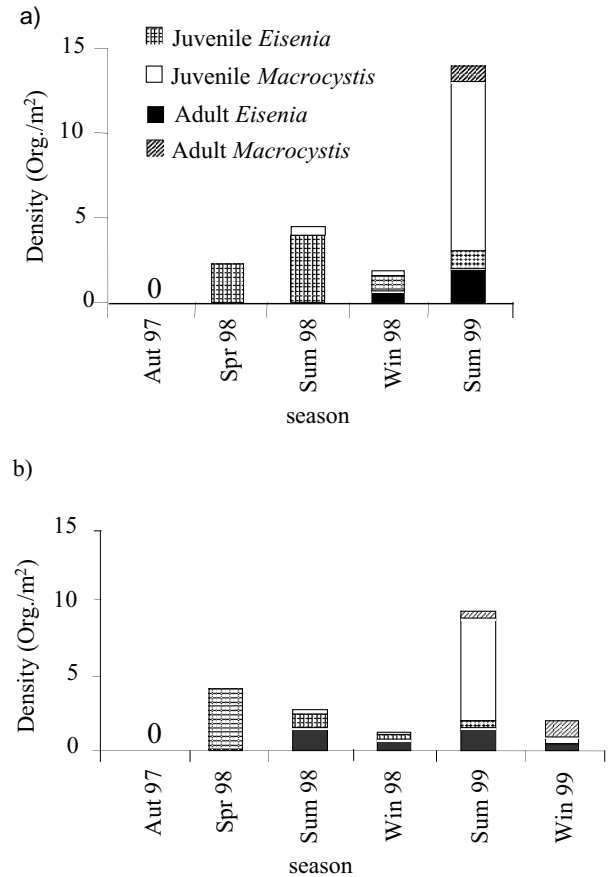 a)
Juvenile Eisenia
Juvenile Macrocystis
Adult Eisenia
Adult Macrocystis
Density (Org./m²)
15
10
5
0
0
Aut 97
Spr 98
Sum 98
Win 98
Sum 99
season
b)
Density (Org./m²)
15
10
5
0
0
Aut 97
Spr 98
Sum 98
Win 98
Sum 99
Win 99
season